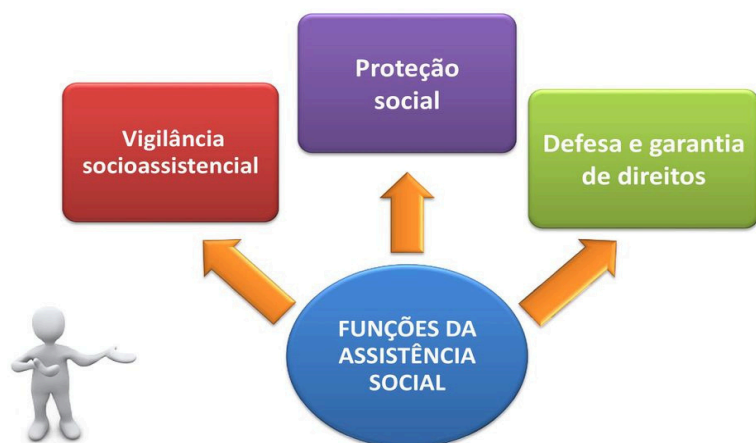 Proteção
social
Vigilância
socioassistencial
Defesa e garantia
de direitos
FUNÇÕES DA
ASSISTÊNCIA
SOCIAL